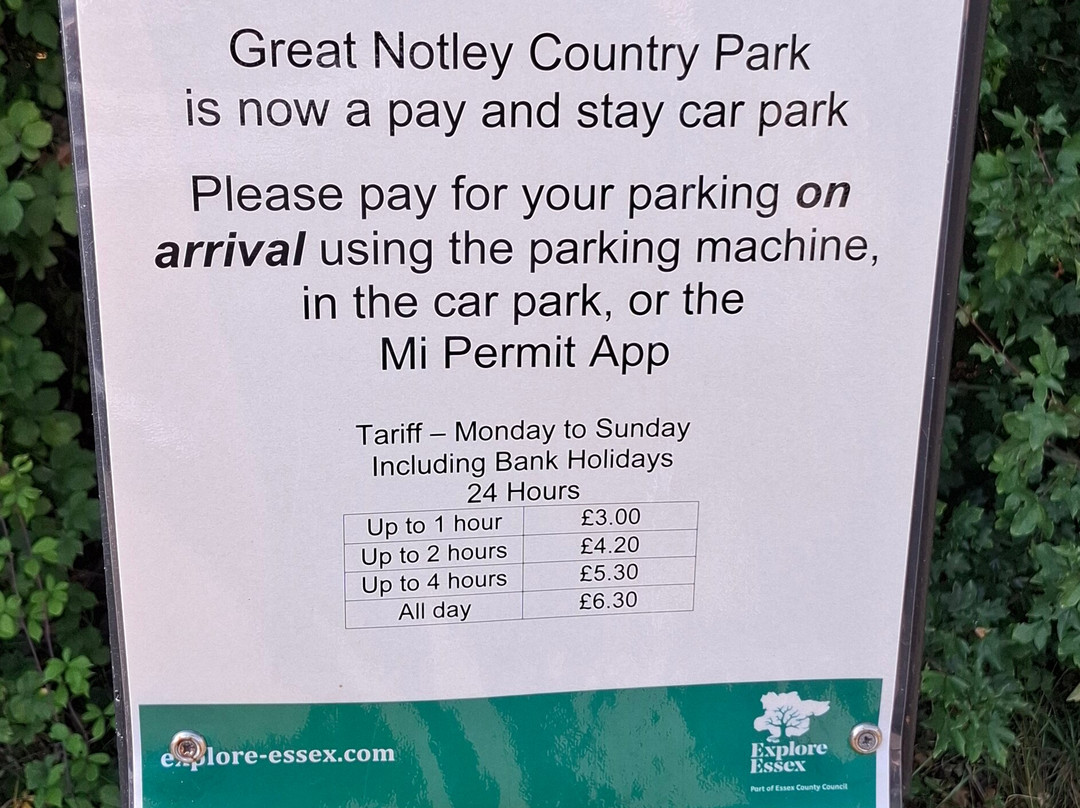 Great Notley Country Park
is now a pay and stay car park
Please pay for your parking on
arrival using the parking machine,
in the car park, or the
Mi Permit App
Tariff – Monday to Sunday
Including Bank Holidays
24 Hours
Up to 1 hour £3.00
Up to 2 hours £4.20
Up to 4 hours £5.30
All day £6.30
explore-essex.com
Explore
Essex
Part of Essex County Council